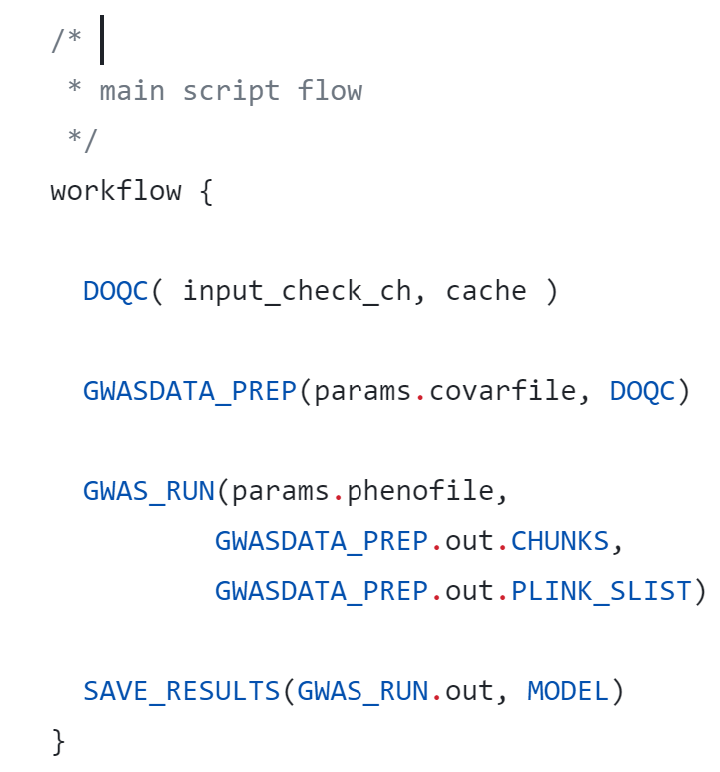 /*
 * main script flow
 */
workflow {
  DOQC( input_check_ch, cache )
  GWASDATA_PREP(params.covarfile, DOQC)
  GWAS_RUN(params.phenofile,
          GWASDATA_PREP.out.CHUNKS,
          GWASDATA_PREP.out.PLINK_SLIST)
  SAVE_RESULTS(GWAS_RUN.out, MODEL)
}